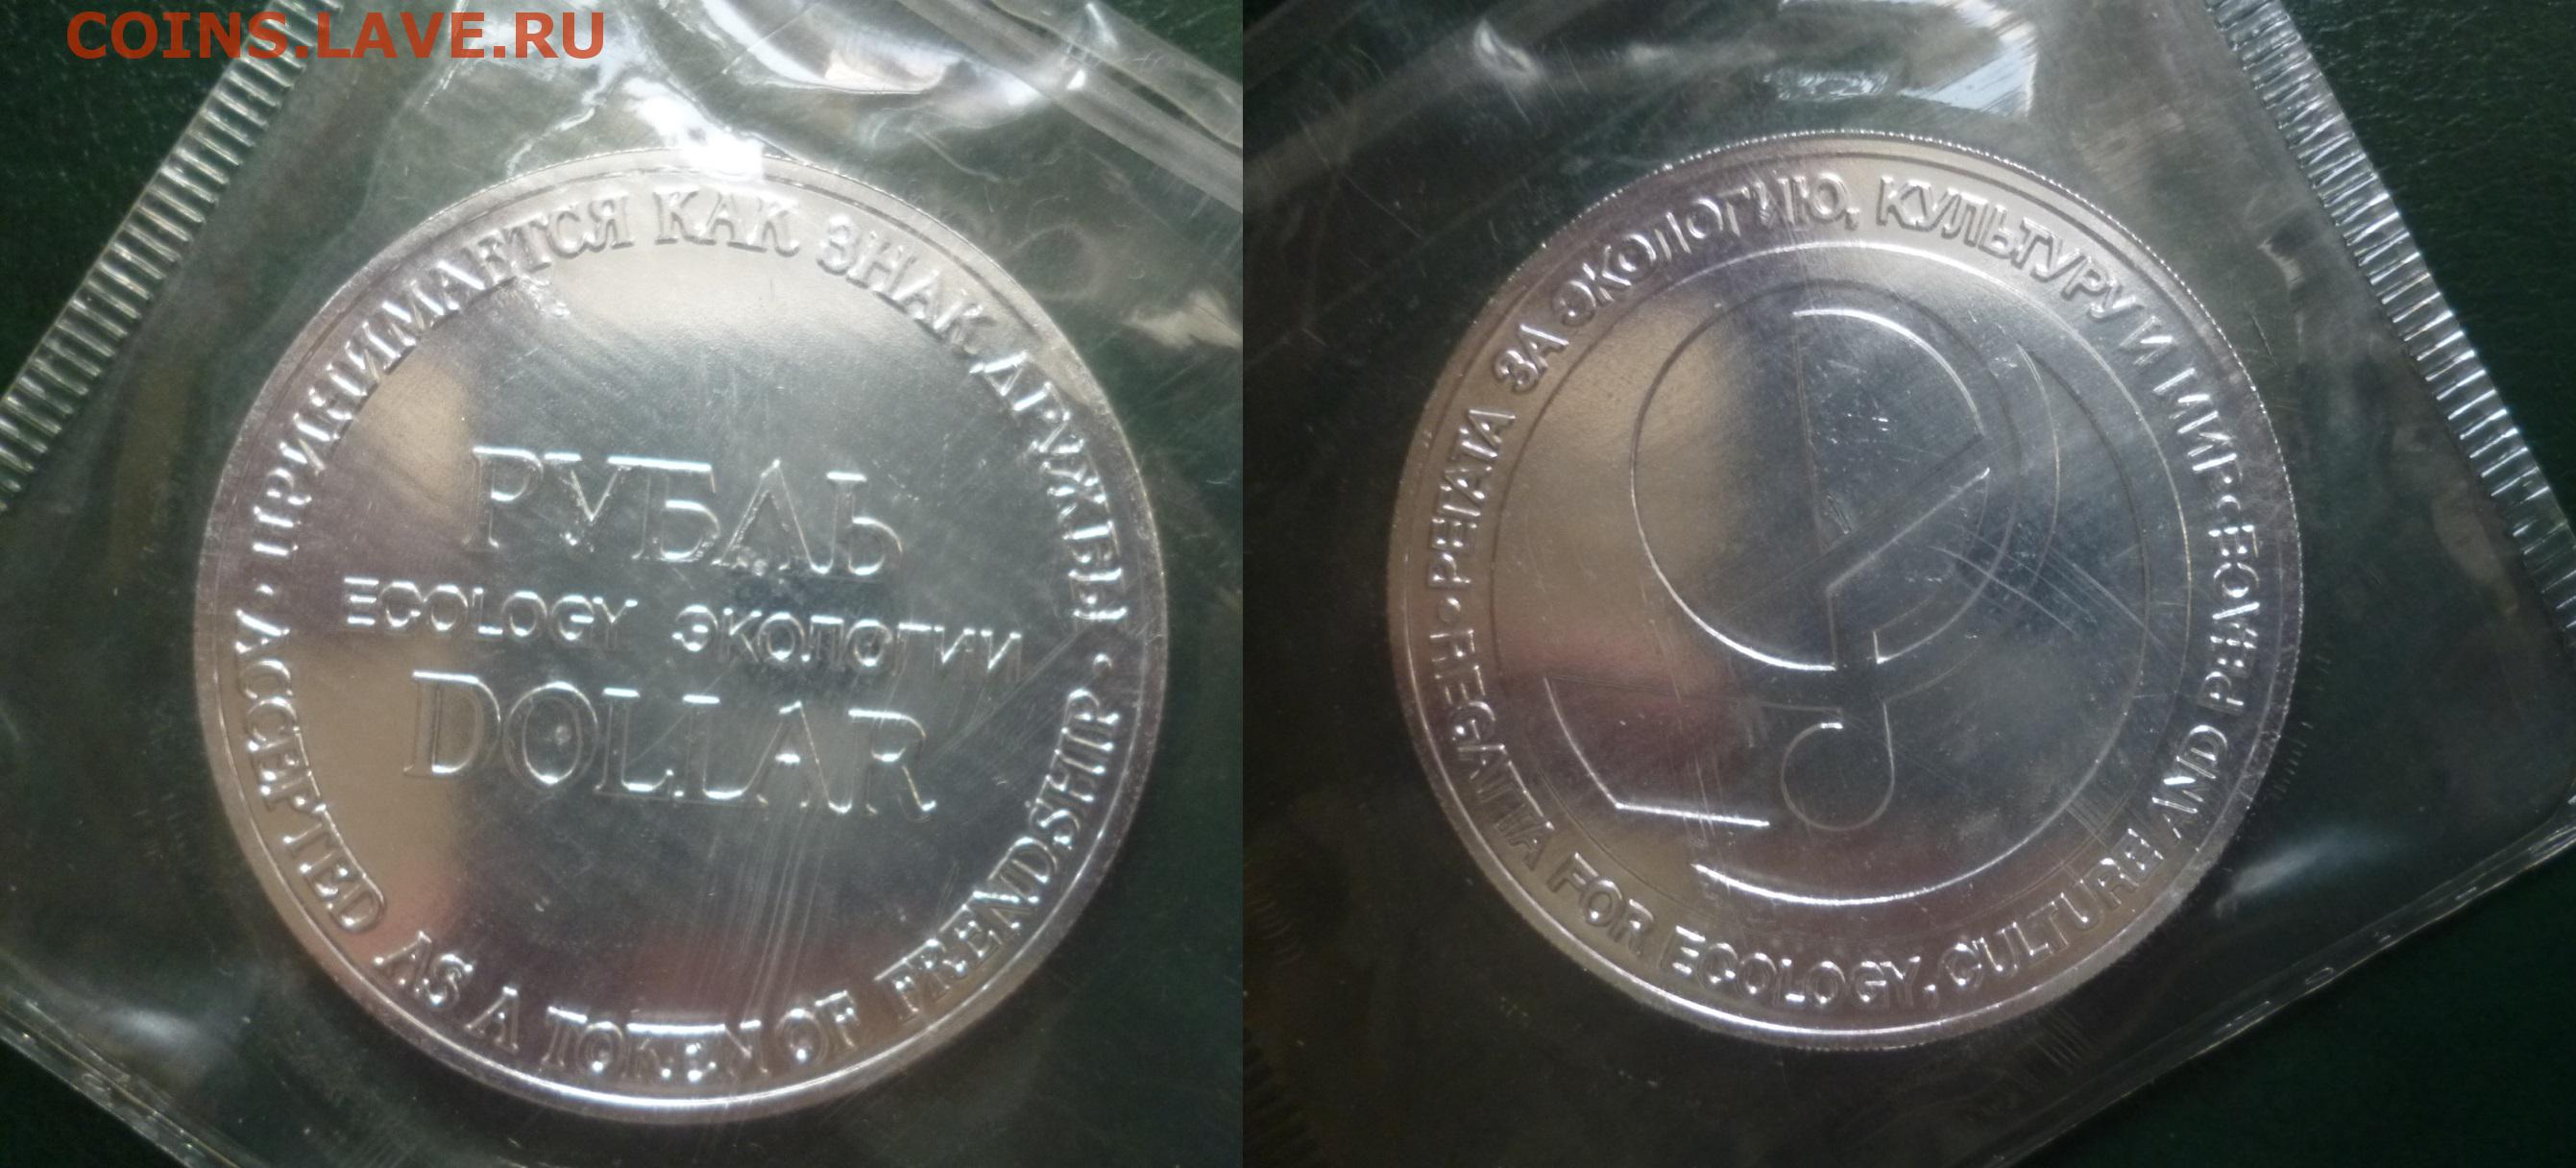 COINS.LAVE.RU
· ПРИНИМАЕТСЯ КАК ЗНАК ДРУЖБЫ ·
РУБЛЬ
ECOLOGY ЭКОЛОГИИ
DOLLAR
ACCEPTED AS A TOKEN OF FRENDSHIP
· РЕГАТА ЗА ЭКОЛОГИЮ, КУЛЬТУРУ И МИР ·
REGATTA FOR ECOLOGY, CULTURE AND PEACE